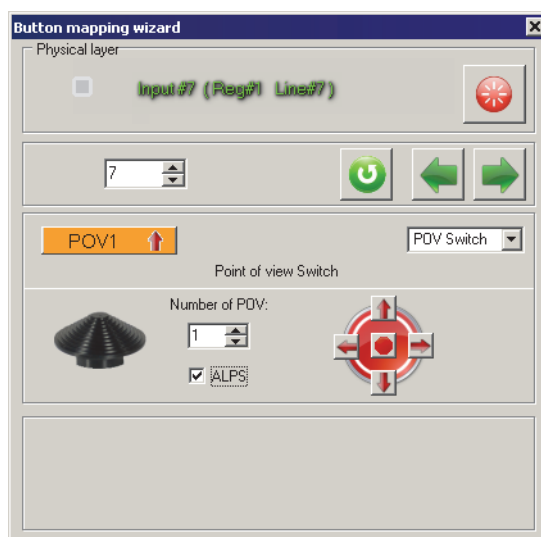 Button mapping wizard
Physical layer
Input #7 (Reg#1 Line#7)
7
POV1
POV Switch
Point of view Switch
Number of POV:
1
ALPS